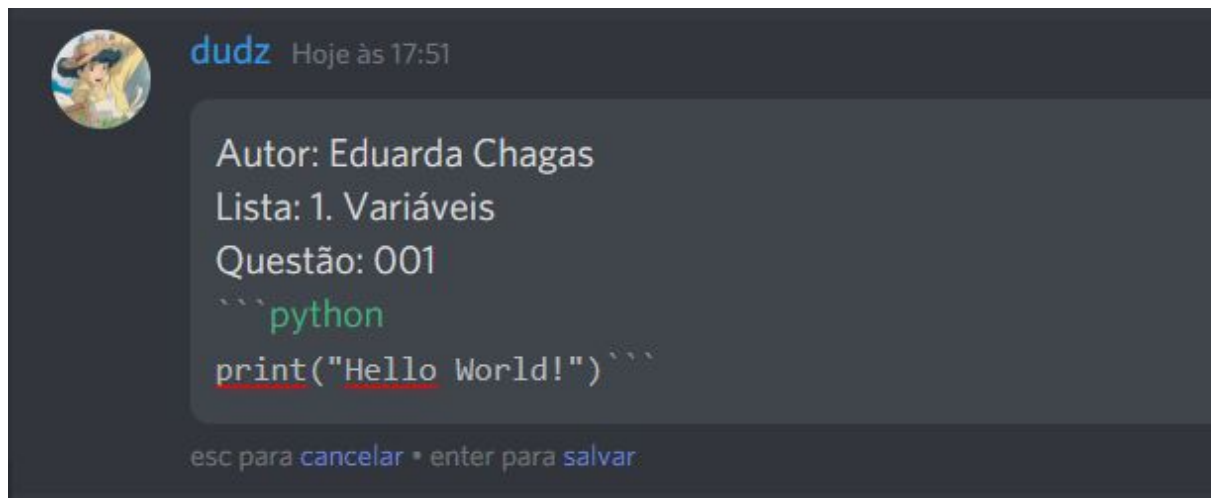 dudz Hoje às 17:51
Autor: Eduarda Chagas
Lista: 1. Variáveis
Questão: 001
```python
print("Hello World!")```
esc para cancelar • enter para salvar